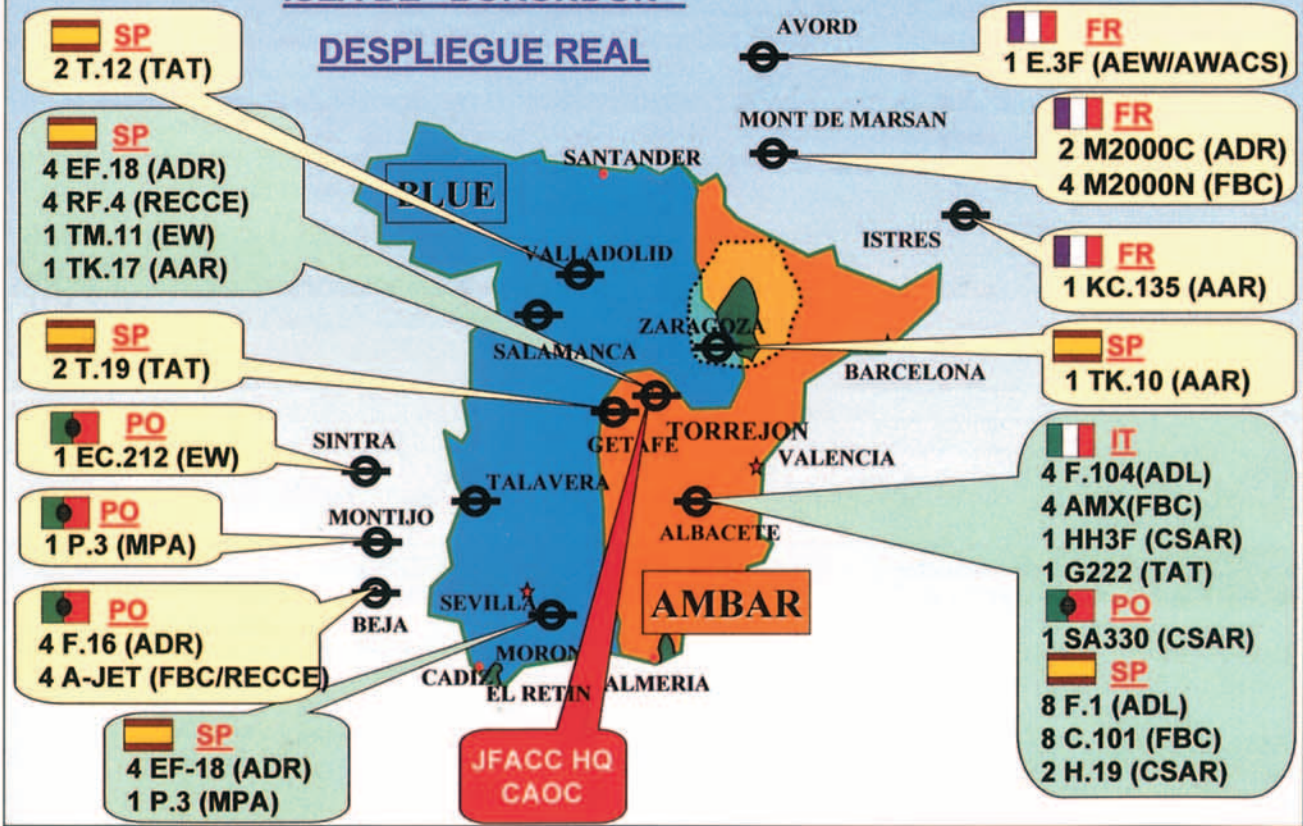 DESPLIEGUE REAL
SP
2 T.12 (TAT)
SP
4 EF.18 (ADR)
4 RF.4 (RECCE)
1 TM.11 (EW)
1 TK.17 (AAR)
SP
2 T.19 (TAT)
PO
1 EC.212 (EW)
PO
1 P.3 (MPA)
PO
4 F.16 (ADR)
4 A-JET (FBC/RECCE)
SP
4 EF-18 (ADR)
1 P.3 (MPA)
AVORD
MONT DE MARSAN
SANTANDER
BLUE
ISTRES
VALLADOLID
ZARAGOZA
SALAMANCA
BARCELONA
GETAFE
TORREJON
SINTRA
VALENCIA
TALAVERA
MONTIJO
ALBACETE
SEVILLA
AMBAR
BEJA
MORON
CADIZ
EL RETIN
ALMERIA
JFACC HQ
CAOC
FR
1 E.3F (AEW/AWACS)
FR
2 M2000C (ADR)
4 M2000N (FBC)
FR
1 KC.135 (AAR)
SP
1 TK.10 (AAR)
IT
4 F.104(ADL)
4 AMX(FBC)
1 HH3F (CSAR)
1 G222 (TAT)
PO
1 SA330 (CSAR)
SP
8 F.1 (ADL)
8 C.101 (FBC)
2 H.19 (CSAR)